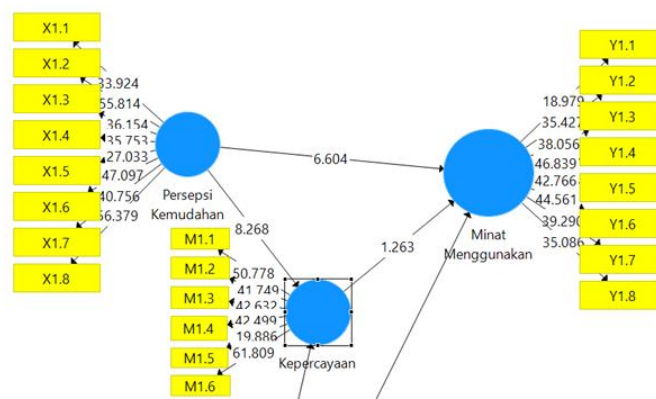 X1.1
X1.2
X1.3
X1.4
X1.5
X1.6
X1.7
X1.8
33.924
55.814
36.154
35.753
27.033
47.097
40.756
56.379
Persepsi
Kemudahan
6.604
8.268
1.263
M1.1
M1.2
M1.3
M1.4
M1.5
M1.6
50.778
41.749
42.632
42.499
19.886
61.809
Kepercayaan
Minat
Menggunakan
18.979
35.427
38.056
46.839
42.766
44.561
39.290
35.086
Y1.1
Y1.2
Y1.3
Y1.4
Y1.5
Y1.6
Y1.7
Y1.8